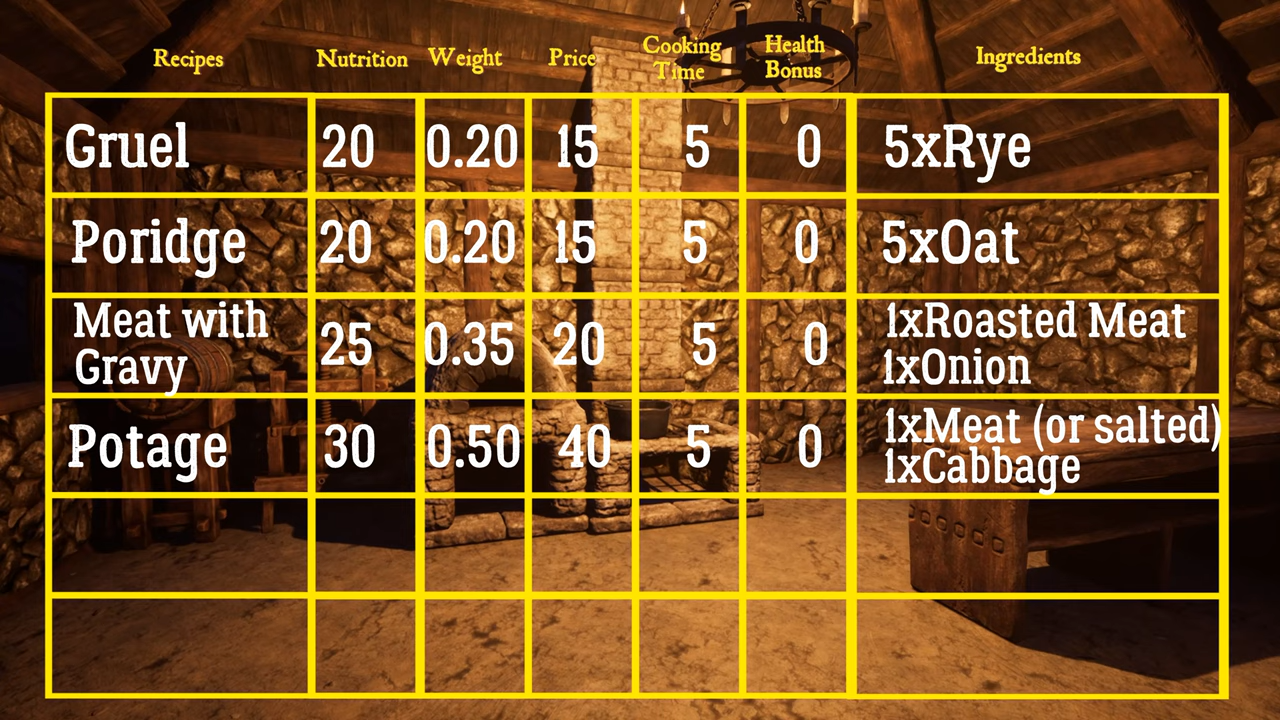 Recipes Nutrition Weight Price Cooking Time Health Bonus Ingredients
Gruel 20 0.20 15 5 0 5xRye
Poridge 20 0.20 15 5 0 5xOat
Meat with Gravy 25 0.35 20 5 0 1xRoasted Meat 1xOnion
Potage 30 0.50 40 5 0 1xMeat (or salted) 1xCabbage